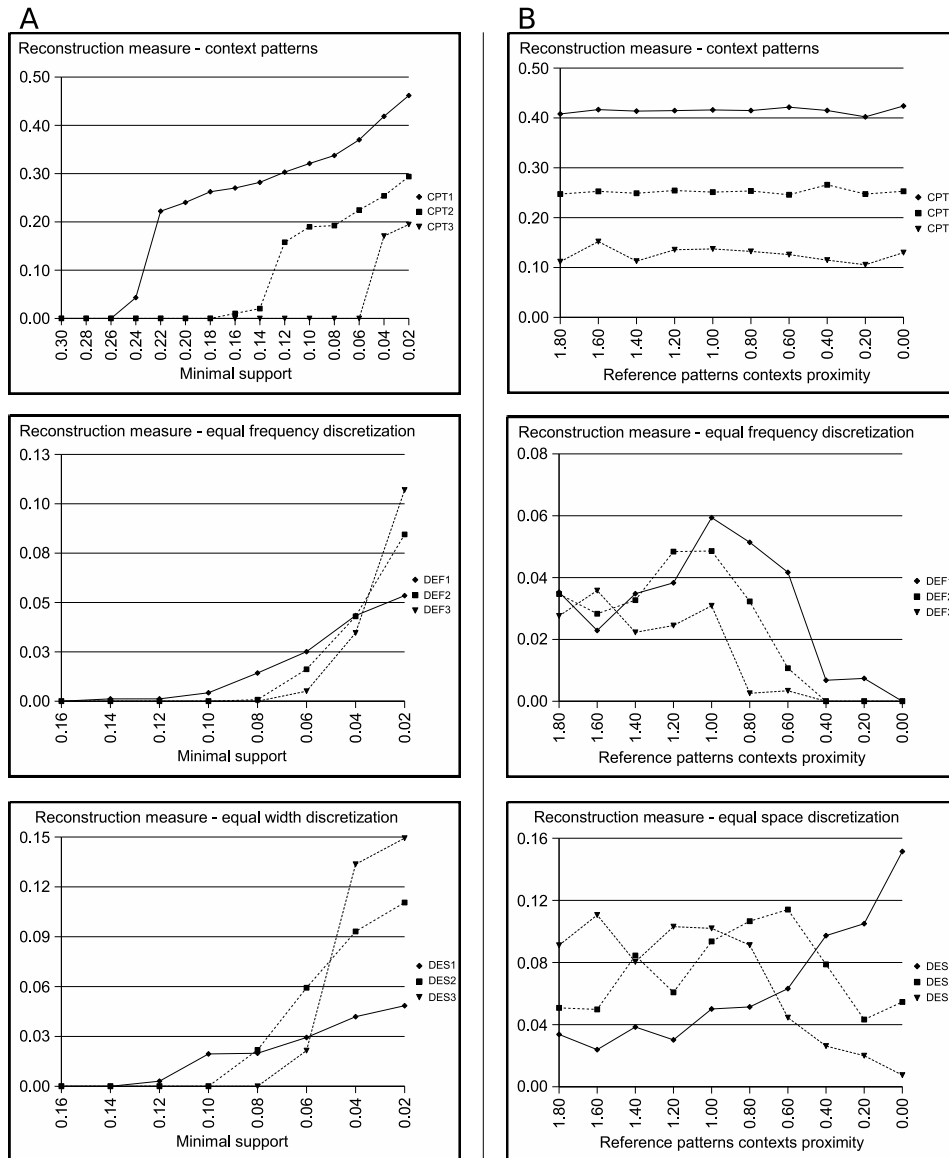 A
B
Reconstruction measure - context patterns
0.50
0.40
0.30
0.20
0.10
0.00
CPT1
CPT2
CPT3
0.30
0.28
0.26
0.24
0.22
0.20
0.18
0.16
0.18
0.12
0.10
0.08
0.06
0.04
0.02
Minimal support
Reconstruction measure - context patterns
0.50
0.40
0.30
0.20
0.10
0.00
CPT
CPT
CPT
1.80
1.60
1.40
1.20
1.00
0.80
0.60
0.40
0.20
0.00
Reference patterns contexts proximity
Reconstruction measure - equal frequency discretization
0.13
0.10
0.08
0.05
0.03
0.00
DEF1
DEF2
DEF3
0.16
0.14
0.12
0.10
0.08
0.06
0.04
0.02
Minimal support
Reconstruction measure - equal frequency discretization
0.08
0.06
0.04
0.02
0.00
DEF1
DEF2
DEF3
1.80
1.60
1.40
1.20
1.00
0.80
0.60
0.40
0.20
0.00
Reference patterns contexts proximity
Reconstruction measure - equal width discretization
0.15
0.12
0.09
0.06
0.03
0.00
DES1
DES2
DES3
0.16
0.14
0.12
0.10
0.08
0.06
0.04
0.02
Minimal support
Reconstruction measure - equal space discretization
0.16
0.12
0.08
0.04
0.00
DES
DES
DES
1.80
1.60
1.40
1.20
1.00
0.80
0.60
0.40
0.20
0.00
Reference patterns contexts proximity